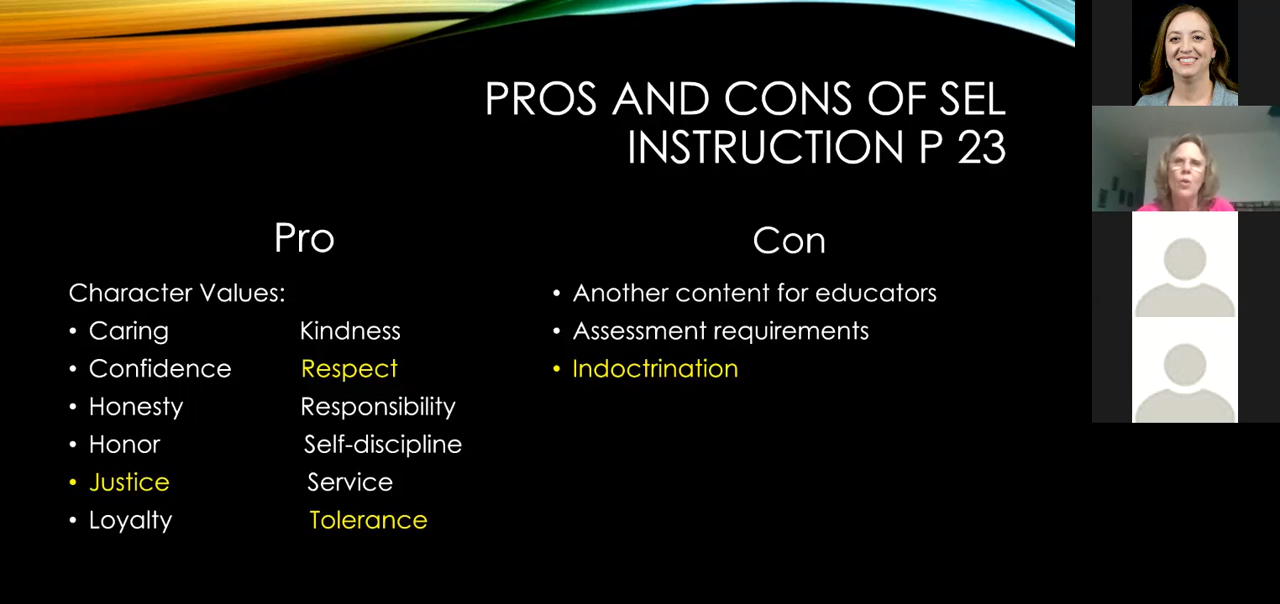 PROS AND CONS OF SEL
INSTRUCTION P 23
Pro
Character Values:
• Caring Kindness
• Confidence Respect
• Honesty Responsibility
• Honor Self-discipline
• Justice Service
• Loyalty Tolerance
Con
• Another content for educators
• Assessment requirements
• Indoctrination